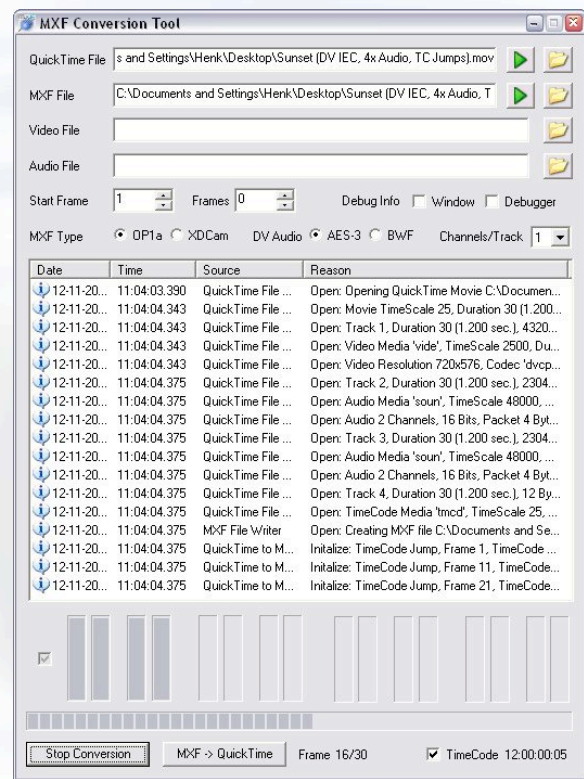 MXF Conversion Tool
QuickTime File s and Settings\Henk\Desktop\Sunset (DV IEC, 4x Audio, TC Jumps).mov
MXF File C:\Documents and Settings\Henk\Desktop\Sunset (DV IEC, 4x Audio, T
Video File
Audio File
Start Frame 1 Frames 0 Debug Info Window Debugger
MXF Type OP1a XDCam DV Audio AES-3 BWF Channels/Track 1
Date Time Source Reason
12-11-20... 11:04:03.390 QuickTime File ... Open: Opening QuickTime Movie C:\Documen...
12-11-20... 11:04:04.343 QuickTime File ... Open: Movie TimeScale 25, Duration 30 (1.200...
12-11-20... 11:04:04.343 QuickTime File ... Open: Track 1, Duration 30 (1.200 sec.), 4320...
12-11-20... 11:04:04.343 QuickTime File ... Open: Video Media 'vide', TimeScale 2500, Du...
12-11-20... 11:04:04.343 QuickTime File ... Open: Video Resolution 720x576, Codec 'dvcp...
12-11-20... 11:04:04.375 QuickTime File ... Open: Track 2, Duration 30 (1.200 sec.), 2304...
12-11-20... 11:04:04.375 QuickTime File ... Open: Audio Media 'soun', TimeScale 48000, ...
12-11-20... 11:04:04.375 QuickTime File ... Open: Audio 2 Channels, 16 Bits, Packet 4 Byt...
12-11-20... 11:04:04.375 QuickTime File ... Open: Track 3, Duration 30 (1.200 sec.), 2304...
12-11-20... 11:04:04.375 QuickTime File ... Open: Audio Media 'soun', TimeScale 48000, ...
12-11-20... 11:04:04.375 QuickTime File ... Open: Audio 2 Channels, 16 Bits, Packet 4 Byt...
12-11-20... 11:04:04.375 QuickTime File ... Open: Track 4, Duration 30 (1.200 sec.), 12 By...
12-11-20... 11:04:04.375 QuickTime File ... Open: TimeCode Media 'tmcd', TimeScale 25, ...
12-11-20... 11:04:04.375 MXF File Writer Open: Creating MXF file C:\Documents and Se...
12-11-20... 11:04:04.375 QuickTime to M... Initalize: TimeCode Jump, Frame 1, TimeCode ...
12-11-20... 11:04:04.375 QuickTime to M... Initalize: TimeCode Jump, Frame 11, TimeCode...
12-11-20... 11:04:04.375 QuickTime to M... Initalize: TimeCode Jump, Frame 21, TimeCode...
Stop Conversion MXF -> QuickTime Frame 16/30 TimeCode 12:00:00:05